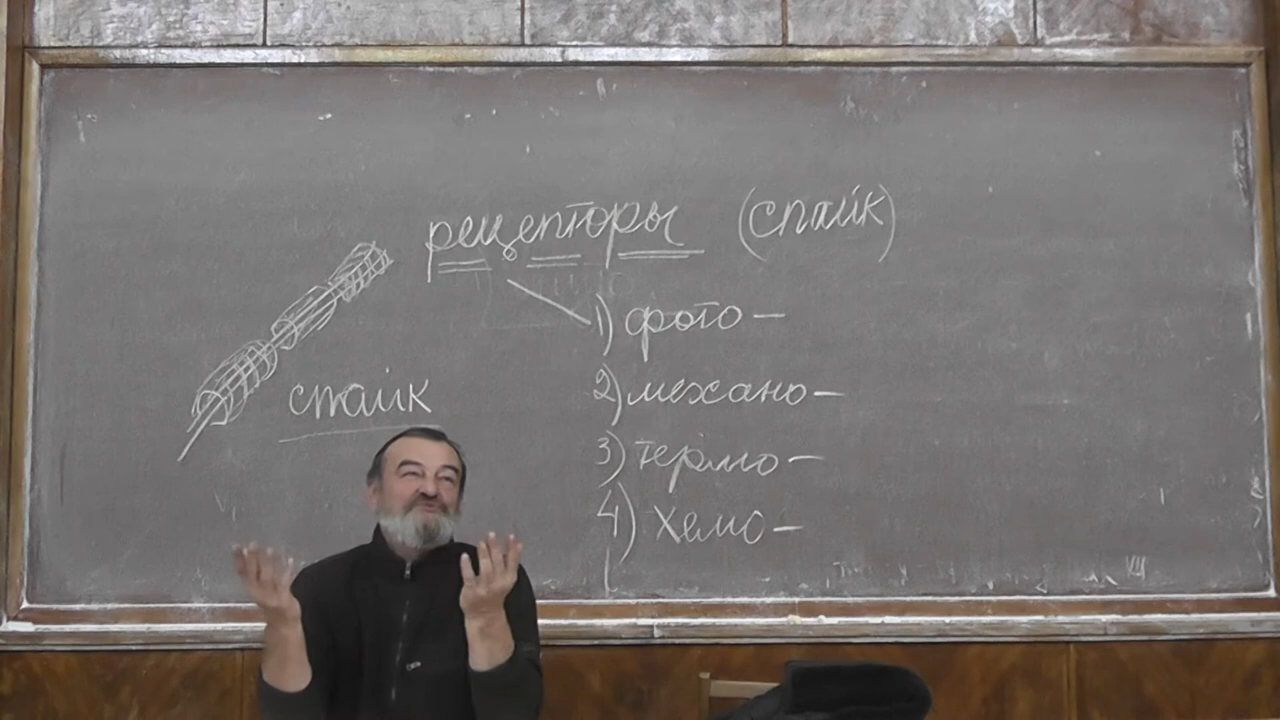 рецепторы (спайк)
1) фото —
2) механо —
спайк
3) термо —
4) хемо —